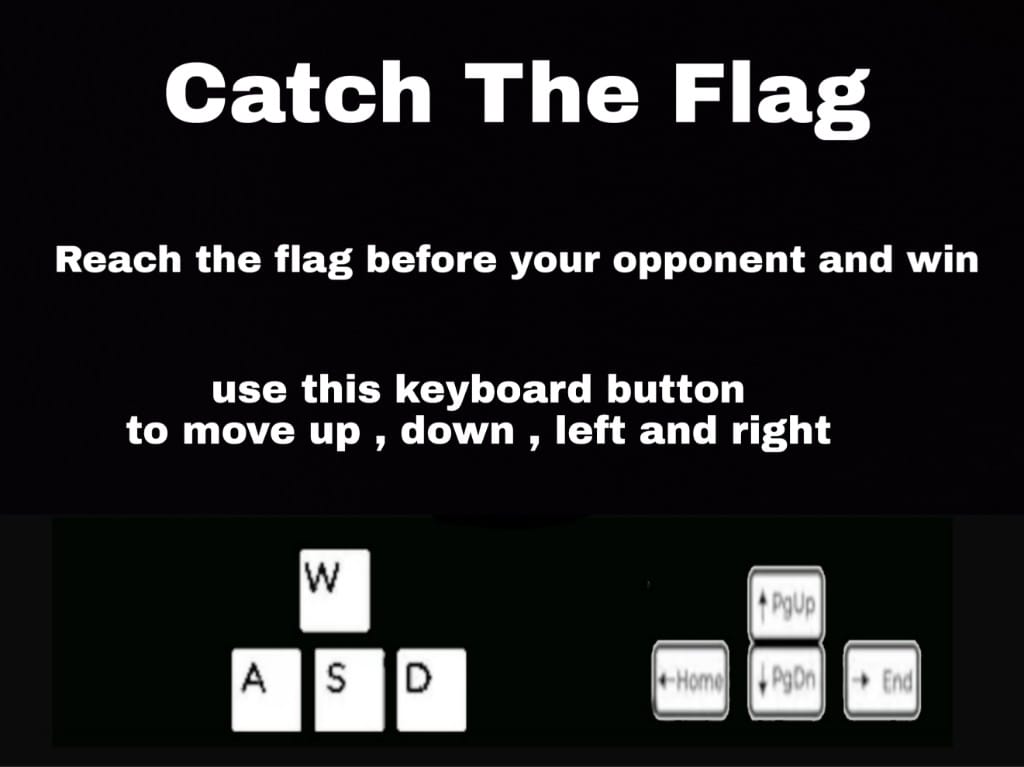 Catch The Flag
Reach the flag before your opponent and win
use this keyboard button
to move up , down , left and right
W
A S D
↑ PgUp
←Home ↓ PgDn → End